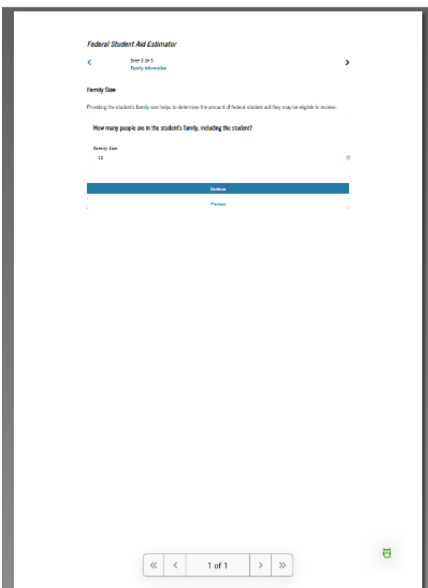 Federal Student Aid Estimator
Family Information
Family Size
Providing the student's family size helps to determine the amount of federal student aid they may be eligible to receive.
How many people are in the student's family, including the student?
Family Size
Continue
Previous
1 of 1